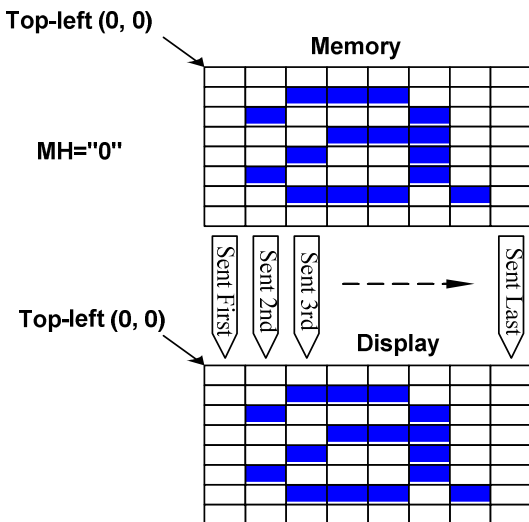 Top-left (0, 0)
Memory
MH="0"
Sent First
Sent 2nd
Sent 3rd
Sent Last
Top-left (0, 0)
Display